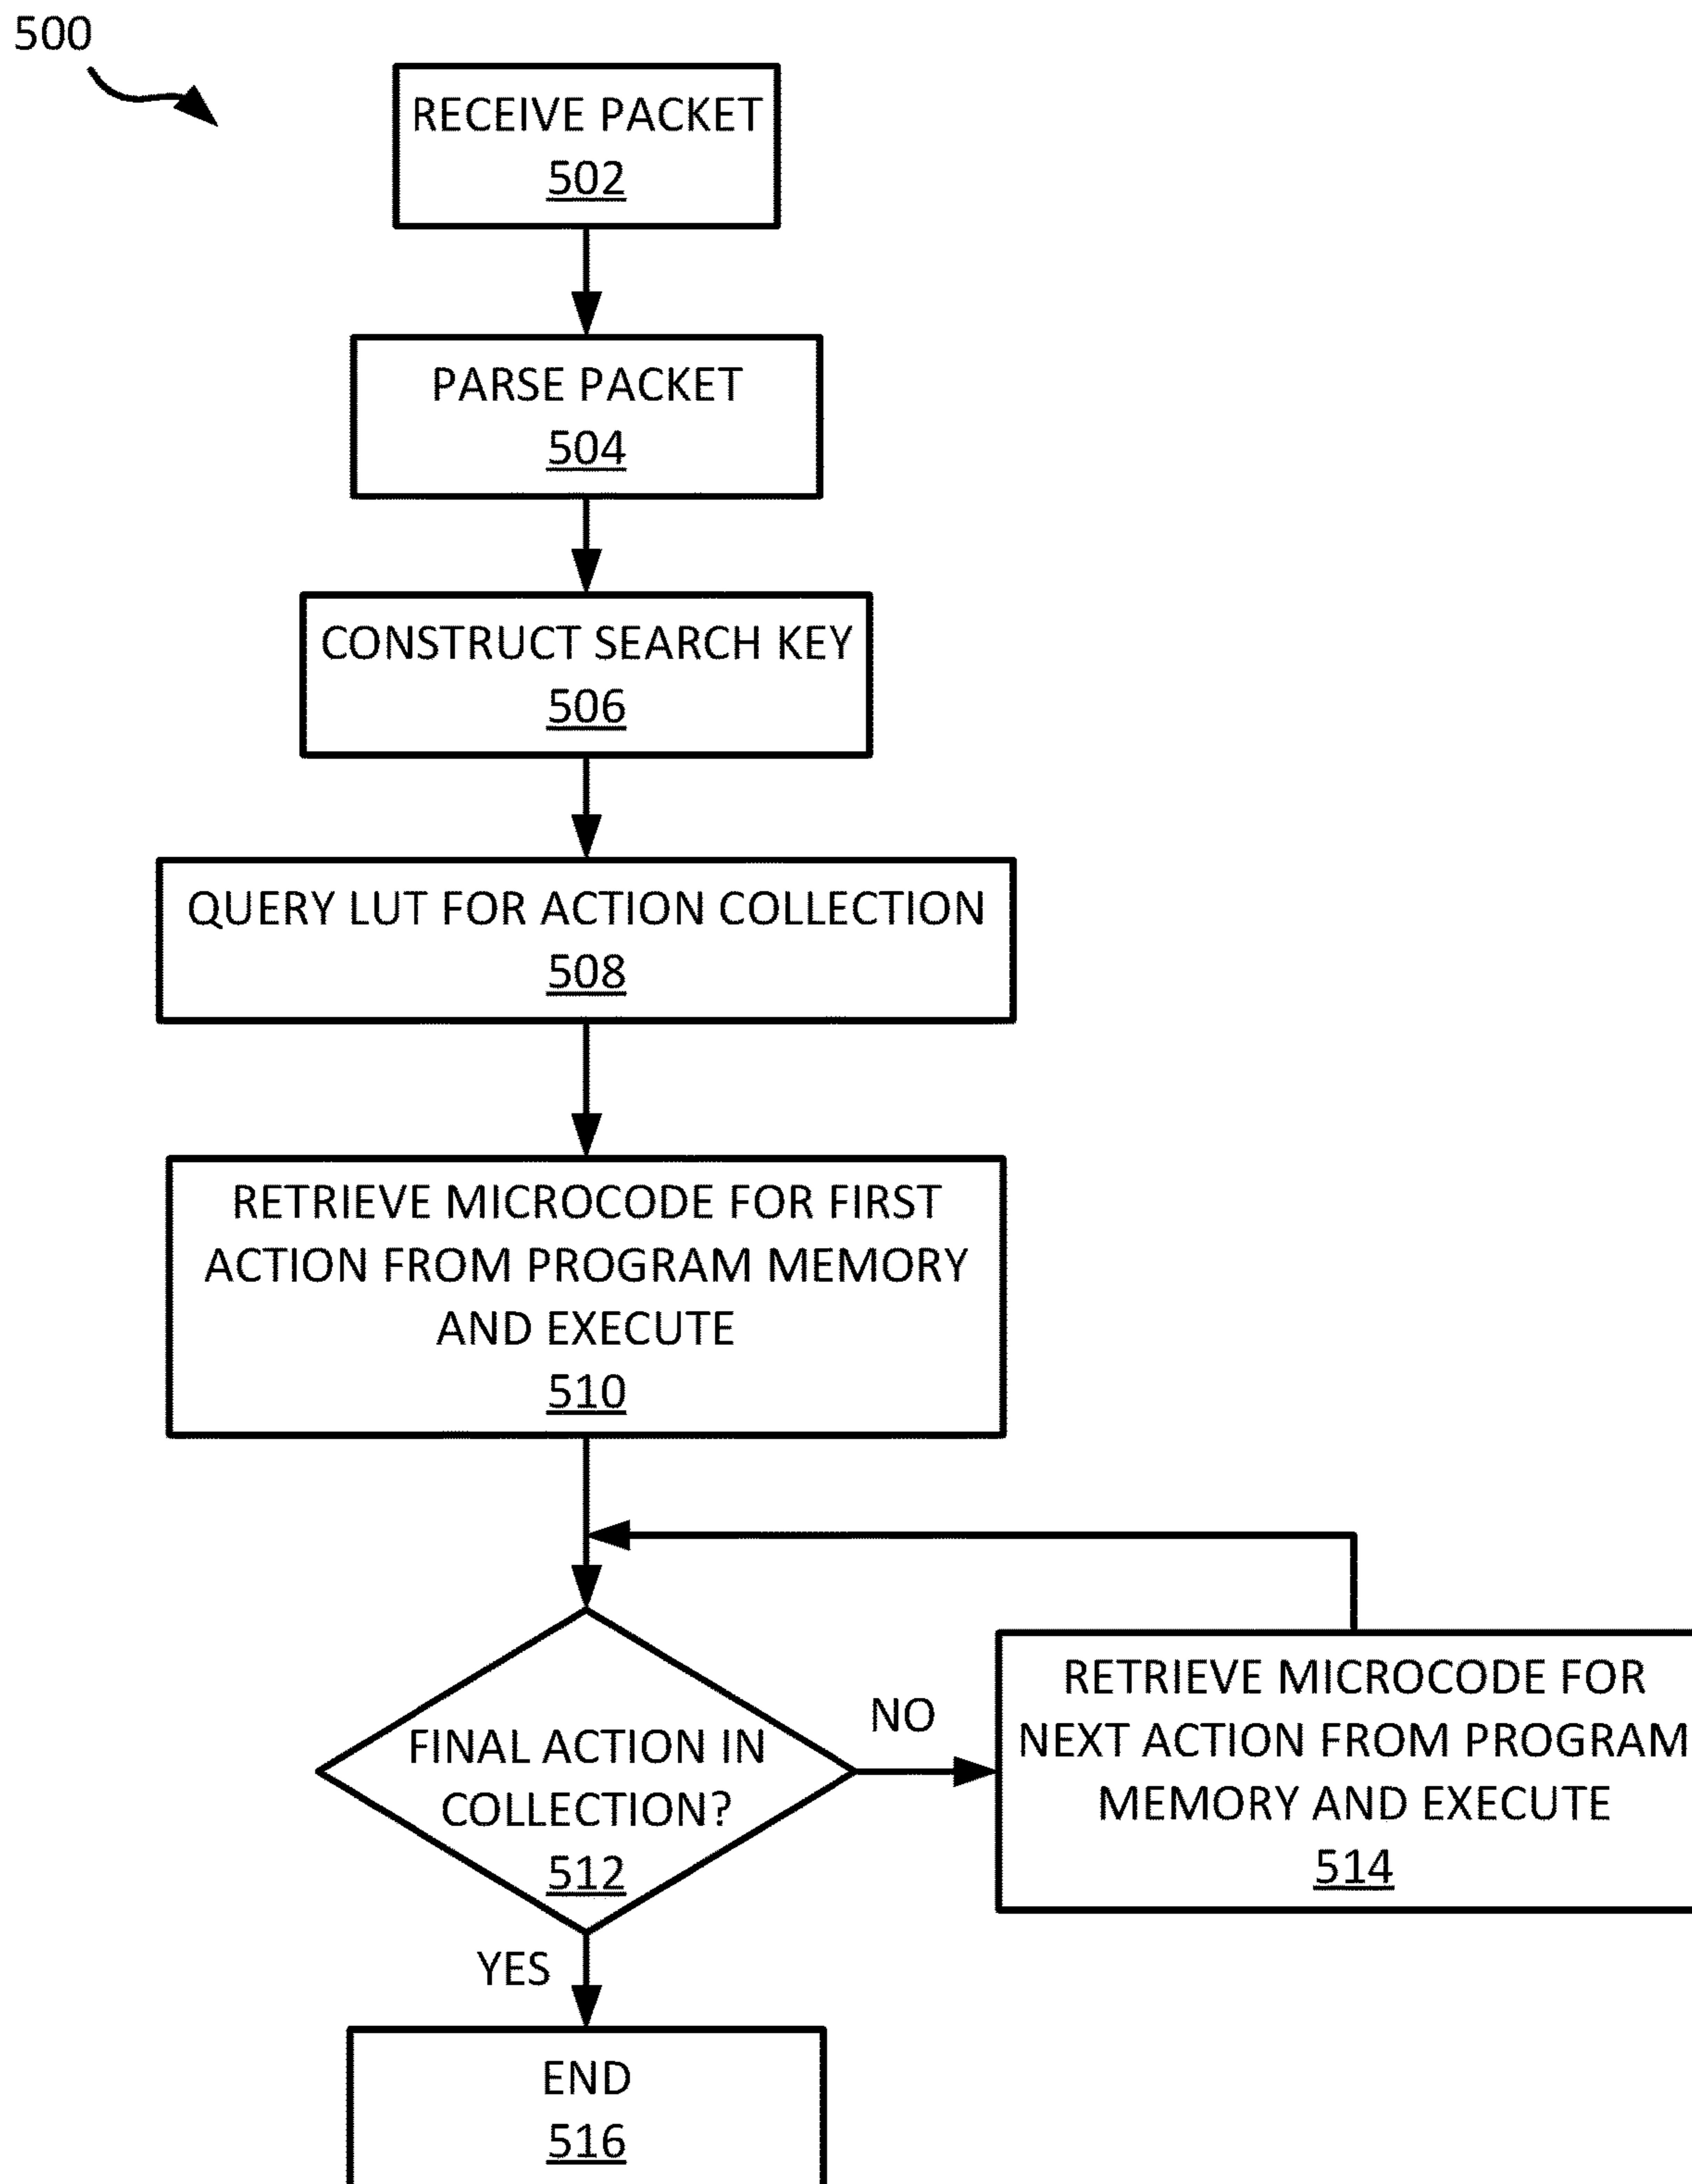 500
RECEIVE PACKET
502
PARSE PACKET
504
CONSTRUCT SEARCH KEY
506
QUERY LUT FOR ACTION COLLECTION
508
RETRIEVE MICROCODE FOR FIRST
ACTION FROM PROGRAM MEMORY
AND EXECUTE
510
FINAL ACTION IN
COLLECTION?
512
NO
RETRIEVE MICROCODE FOR
NEXT ACTION FROM PROGRAM
MEMORY AND EXECUTE
514
YES
END
516